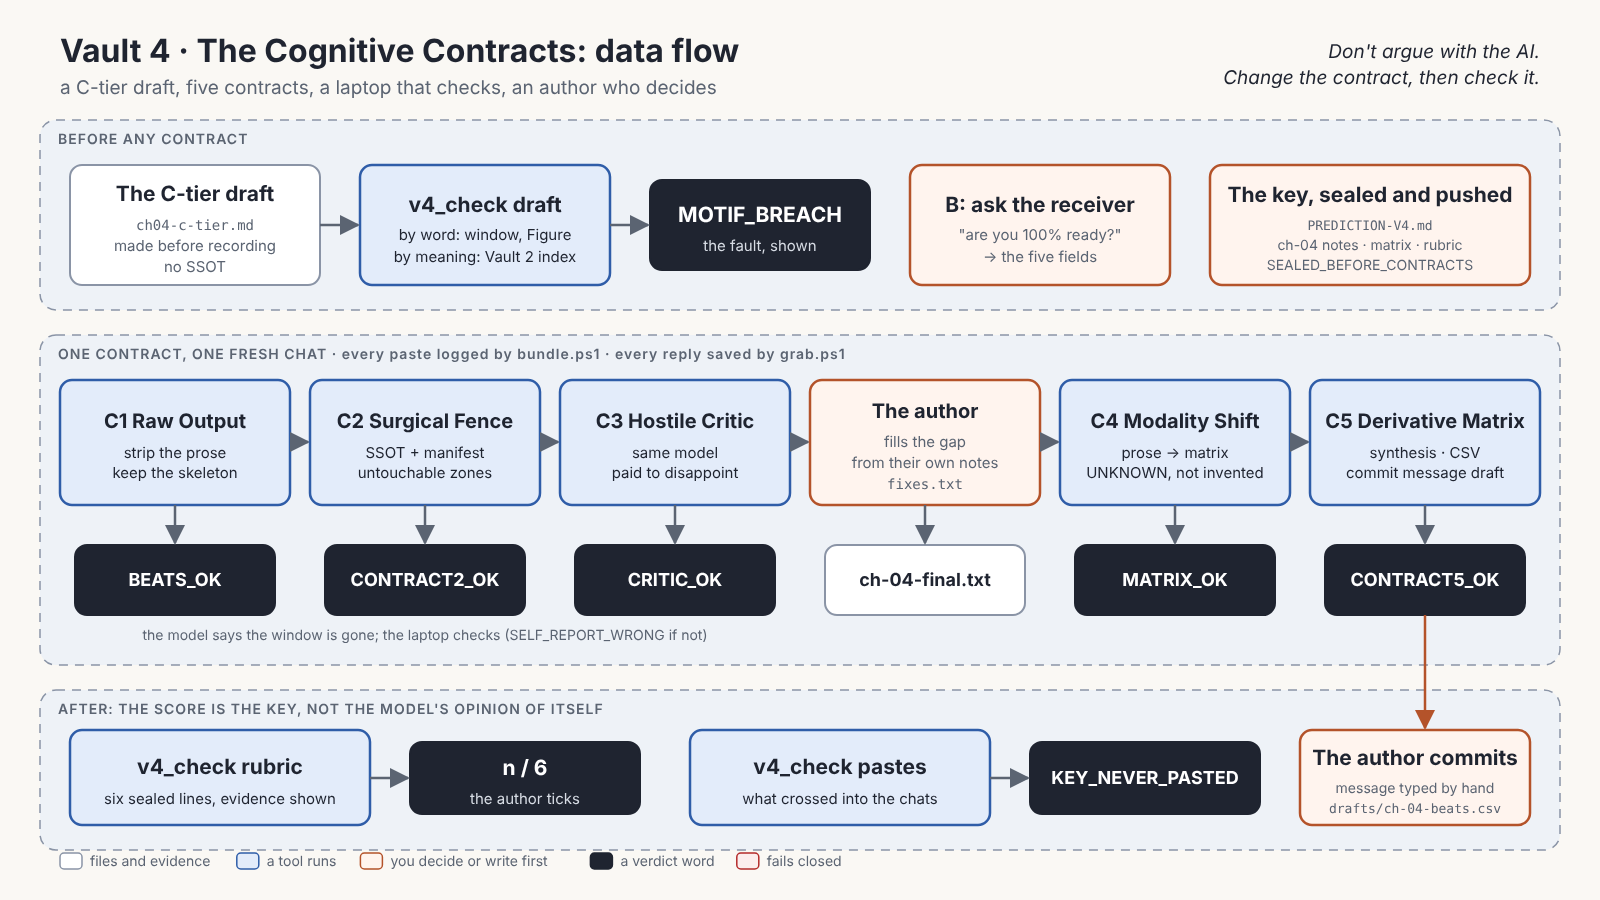 Vault 4 · The Cognitive Contracts: data flow
a C-tier draft, five contracts, a laptop that checks, an author who decides
Don't argue with the AI.
Change the contract, then check it.
BEFORE ANY CONTRACT
The C-tier draft
ch04-c-tier.md
made before recording
no SSOT
v4_check draft
by word: window, Figure
by meaning: Vault 2 index
MOTIF_BREACH
the fault, shown
B: ask the receiver
"are you 100% ready?"
→ the five fields
The key, sealed and pushed
PREDICTION-V4.md
ch-04 notes · matrix · rubric
SEALED_BEFORE_CONTRACTS
ONE CONTRACT, ONE FRESH CHAT · every paste logged by bundle.ps1 · every reply saved by grab.ps1
C1 Raw Output
strip the prose
keep the skeleton
C2 Surgical Fence
SSOT + manifest
untouchable zones
C3 Hostile Critic
same model
paid to disappoint
The author
fills the gap
from their own notes
fixes.txt
C4 Modality Shift
prose → matrix
UNKNOWN, not invented
C5 Derivative Matrix
synthesis · CSV
commit message draft
BEATS_OK
CONTRACT2_OK
CRITIC_OK
ch-04-final.txt
MATRIX_OK
CONTRACT5_OK
the model says the window is gone; the laptop checks (SELF_REPORT_WRONG if not)
AFTER: THE SCORE IS THE KEY, NOT THE MODEL'S OPINION OF ITSELF
v4_check rubric
six sealed lines, evidence shown
n / 6
the author ticks
v4_check pastes
what crossed into the chats
KEY_NEVER_PASTED
The author commits
message typed by hand
drafts/ch-04-beats.csv
files and evidence
a tool runs
you decide or write first
a verdict word
fails closed